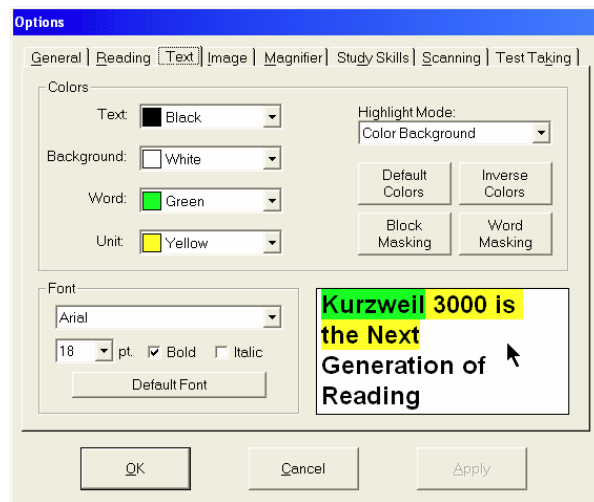 Options
General Reading Text Image Magnifier Study Skills Scanning Test Taking
Colors
Text: Black
Background: White
Word: Green
Unit: Yellow
Highlight Mode:
Color Background
Default Colors
Inverse Colors
Block Masking
Word Masking
Font
Arial
18 pt. Bold Italic
Default Font
Kurzweil 3000 is
the Next
Generation of
Reading
OK Cancel Apply